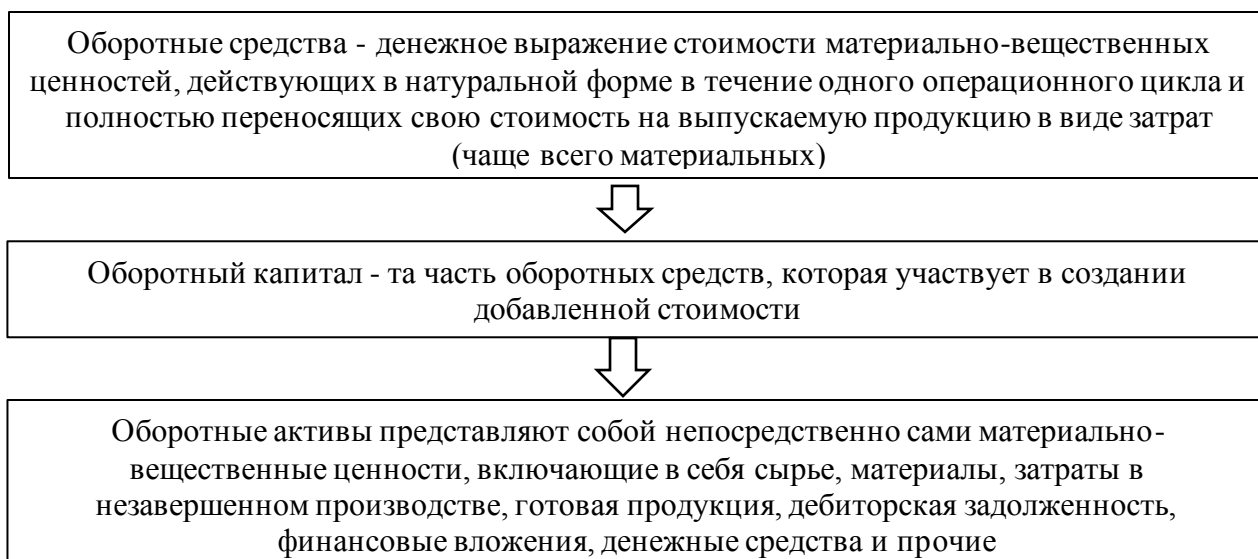 Оборотные средства - денежное выражение стоимости материально-вещественных
ценностей, действующих в натуральной форме в течение одного операционного цикла и
полностью переносящих свою стоимость на выпускаемую продукцию в виде затрат
(чаще всего материальных)
Оборотный капитал - та часть оборотных средств, которая участвует в создании
добавленной стоимости
Оборотные активы представляют собой непосредственно сами материально-
вещественные ценности, включающие в себя сырье, материалы, затраты в
незавершенном производстве, готовая продукция, дебиторская задолженность,
финансовые вложения, денежные средства и прочие